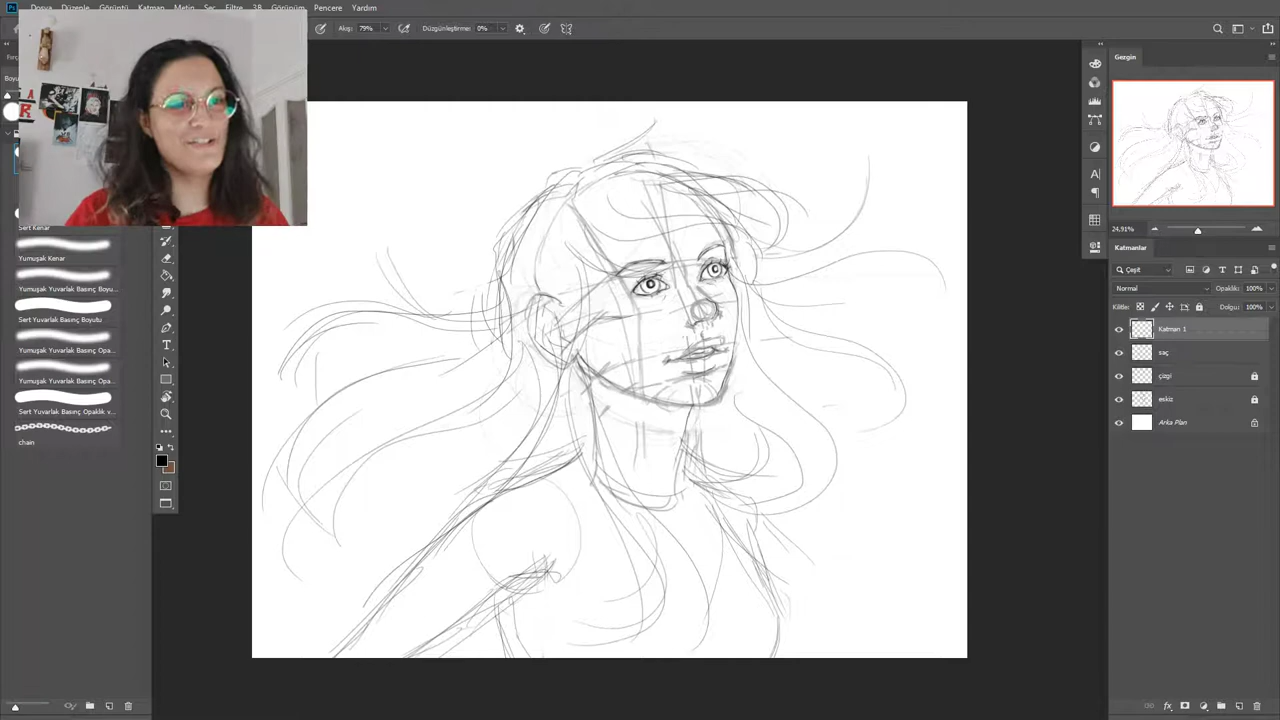 Dosya Düzenle Görüntü Katman Metin Seç Filtre 3B Görünüm Pencere Yardım
Akış: 79% Düzgünleştirme: 0%
Gezgin
24,91%
Katmanlar
Çeşit
Normal Opaklık: 100%
Kilitle: Dolgu: 100%
Katman 1
saç
çizgi
eskiz
Arka Plan
Sert Kenar
Yumuşak Kenar
Yumuşak Yuvarlak Basınç Boyu...
Sert Yuvarlak Basınç Boyutu
Yumuşak Yuvarlak Basınç Opa...
Yumuşak Yuvarlak Basınç Opa...
Sert Yuvarlak Basınç Opaklık v...
chain